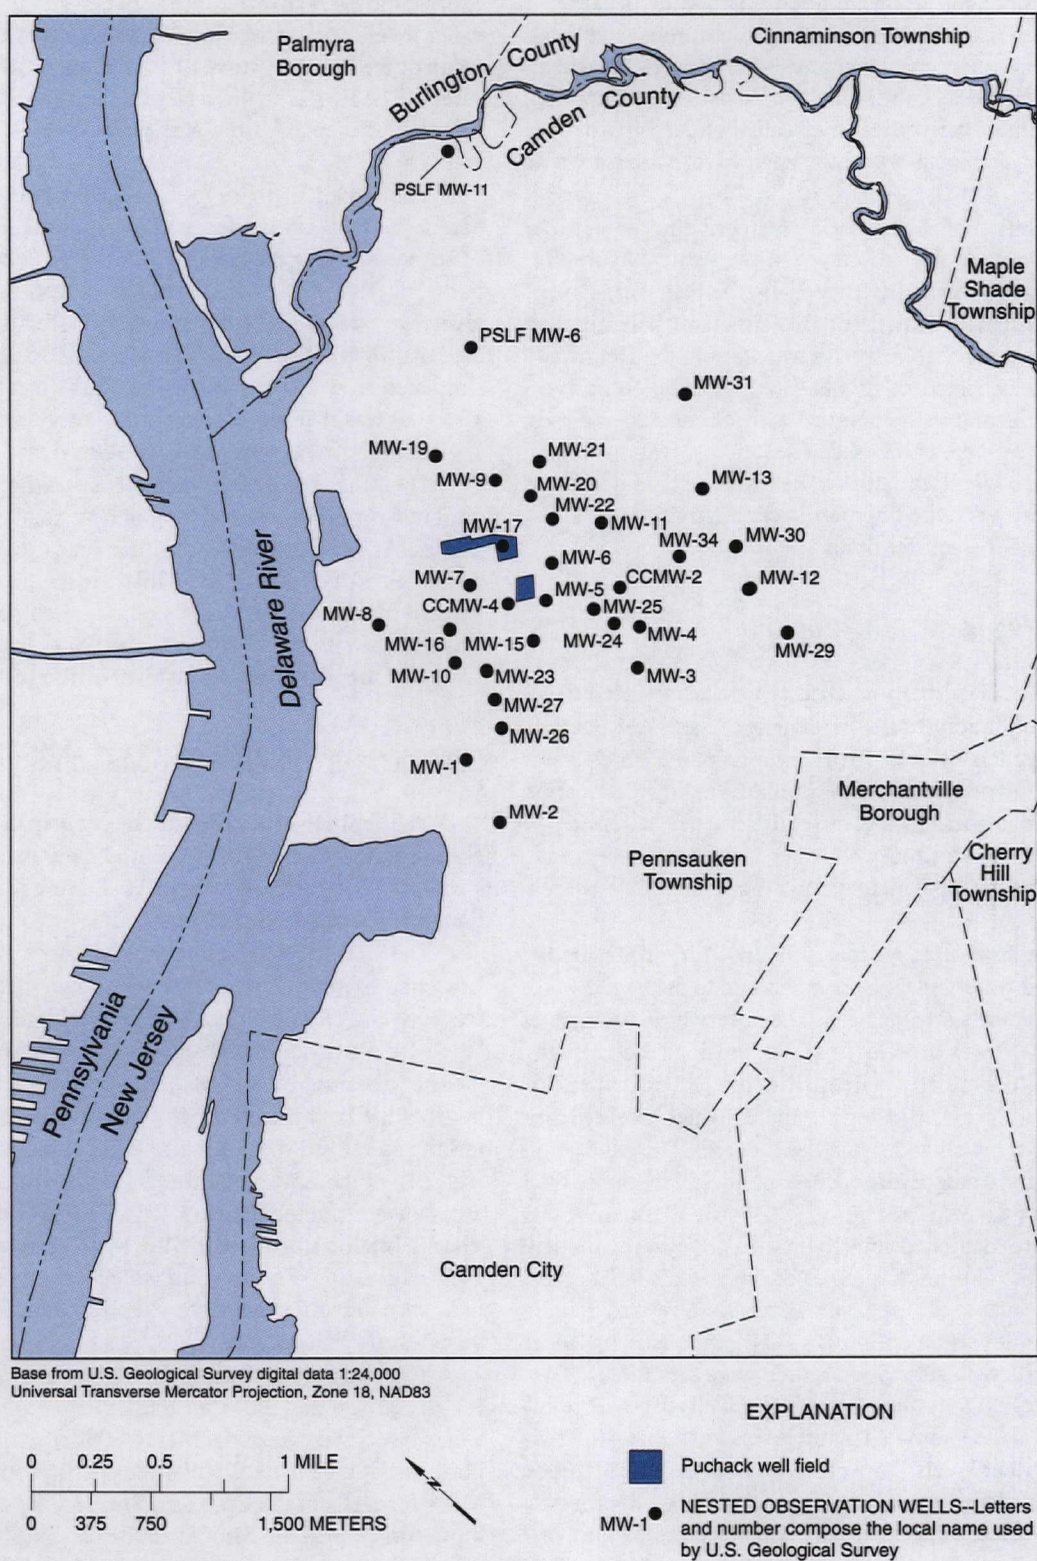 Palmyra
Borough
Burlington County
Camden County
Cinnaminson Township
PSLF MW-11
Maple
Shade
Township
PSLF MW-6
MW-31
MW-19
MW-21
MW-9
MW-20
MW-13
MW-22
MW-11
MW-17
MW-34
MW-30
MW-6
MW-7
CCMW-2
MW-12
MW-5
CCMW-4
MW-25
MW-8
MW-16
MW-15
MW-24
MW-4
MW-29
MW-10
MW-23
MW-3
MW-27
MW-26
MW-1
MW-2
Delaware River
Merchantville
Borough
Pennsauken
Township
Cherry
Hill
Township
Pennsylvania
New Jersey
Camden City
Base from U.S. Geological Survey digital data 1:24,000
Universal Transverse Mercator Projection, Zone 18, NAD83
EXPLANATION
0 0.25 0.5 1 MILE
0 375 750 1,500 METERS
N
Puchack well field
MW-1
NESTED OBSERVATION WELLS--Letters
and number compose the local name used
by U.S. Geological Survey